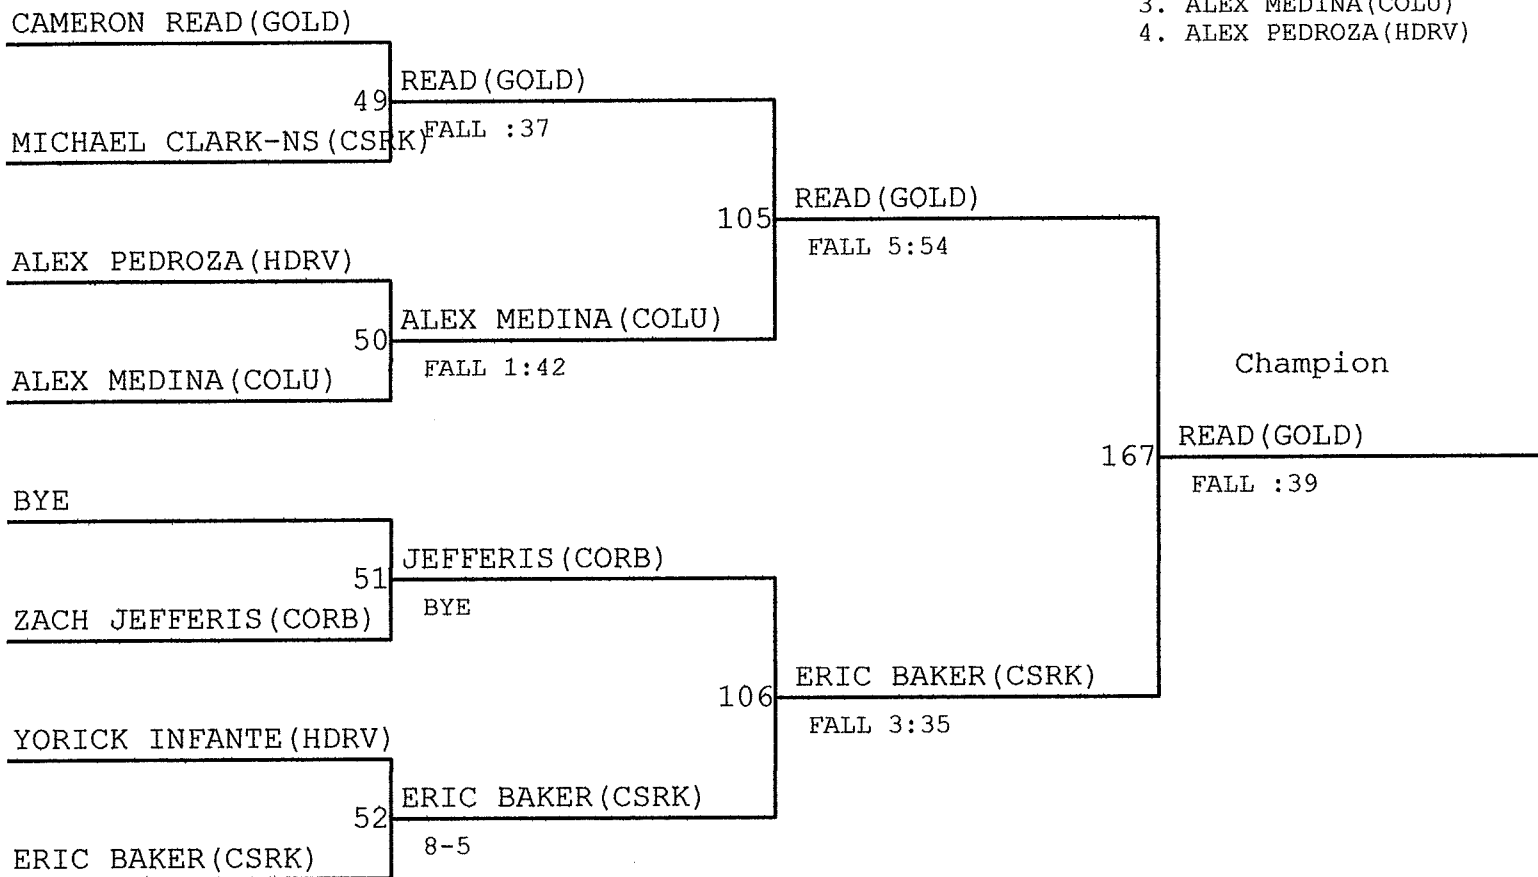 3. ALEX MEDINA(COLU)
4. ALEX PEDROZA(HDRV)
CAMERON READ(GOLD)
READ(GOLD)
49
FALL :37
MICHAEL CLARK-NS(CSRK)
READ(GOLD)
105
FALL 5:54
ALEX PEDROZA(HDRV)
ALEX MEDINA(COLU)
50
FALL 1:42
ALEX MEDINA(COLU)
Champion
READ(GOLD)
167
FALL :39
BYE
JEFFERIS(CORB)
51
BYE
ZACH JEFFERIS(CORB)
ERIC BAKER(CSRK)
106
FALL 3:35
YORICK INFANTE(HDRV)
ERIC BAKER(CSRK)
52
8-5
ERIC BAKER(CSRK)